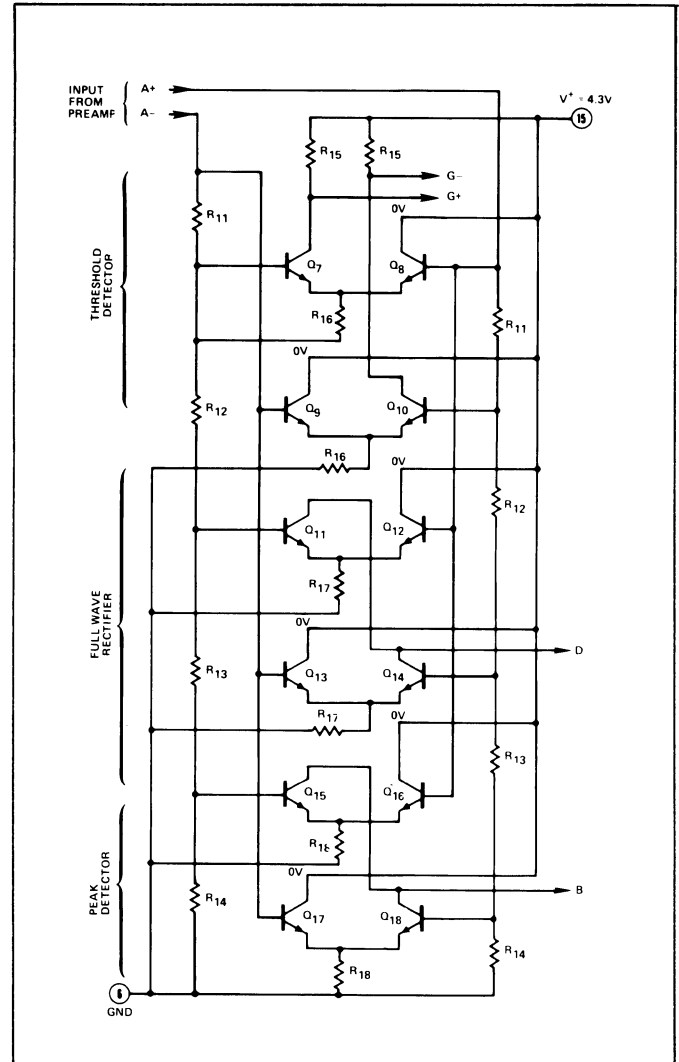 INPUT
FROM
PREAMP
A+
A-
V+ = 4.3V
15
R15
R15
G-
G+
0V
R11
Q7
Q8
THRESHOLD
DETECTOR
R16
R11
0V
R12
Q9
Q10
R16
0V
R12
Q11
Q12
R17
FULL WAVE
RECTIFIER
0V
D
R13
Q13
Q14
R17
0V
R13
Q15
Q16
R18
PEAK
DETECTOR
0V
B
R14
Q17
Q18
R14
R18
6
GND